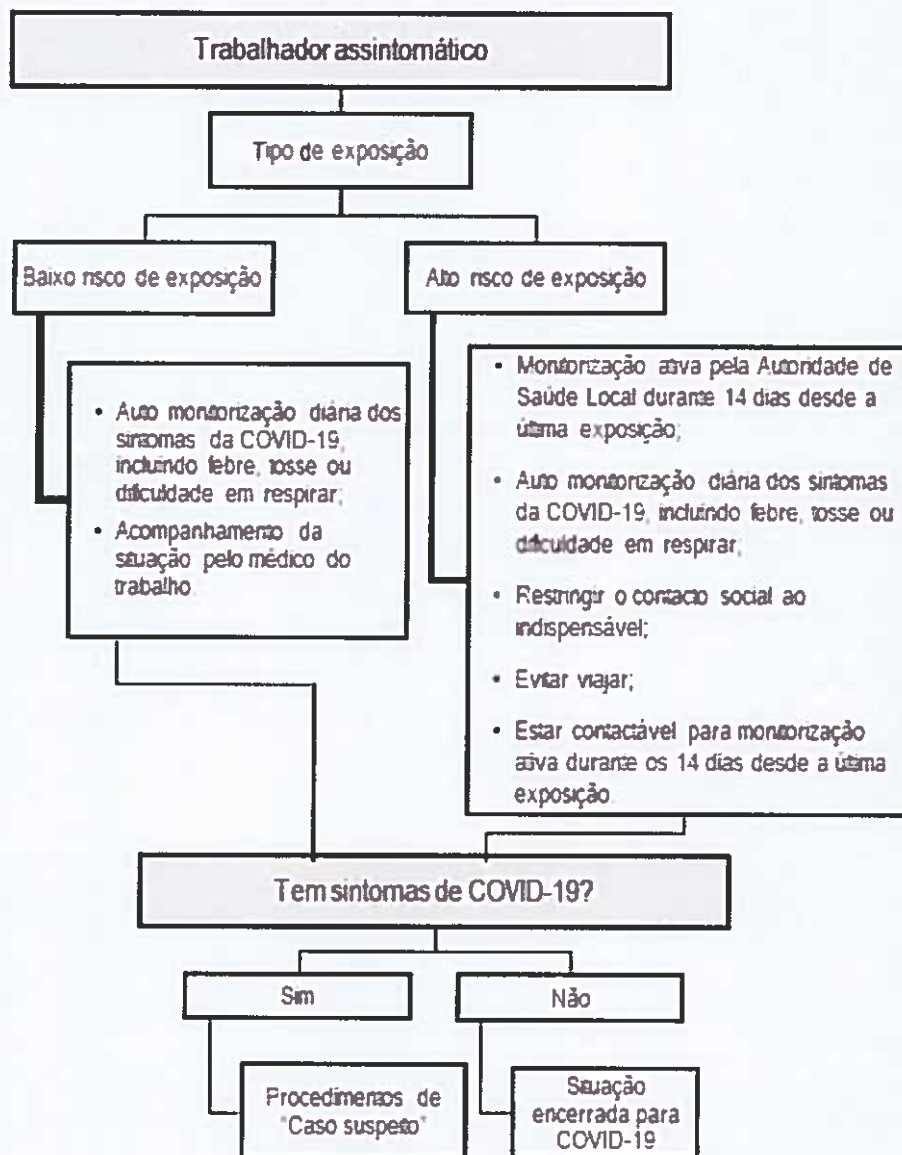 Trabalhador assintomático
Tipo de exposição
Baixo risco de exposição
Alto risco de exposição
• Auto monitorização diária dos
sintomas da COVID-19,
incluindo febre, tosse ou
dificuldade em respirar;
• Acompanhamento da
situação pelo médico do
trabalho.
• Monitorização ativa pela Autoridade de
Saúde Local durante 14 dias desde a
última exposição;
• Auto monitorização diária dos sintomas
da COVID-19, incluindo febre, tosse ou
dificuldade em respirar;
• Restringir o contacto social ao
indispensável;
• Evitar viajar;
• Estar contactável para monitorização
ativa durante os 14 dias desde a última
exposição.
Tem sintomas de COVID-19?
Sim
Não
Procedimentos de
"Caso suspeito"
Situação
encerrada para
COVID-19